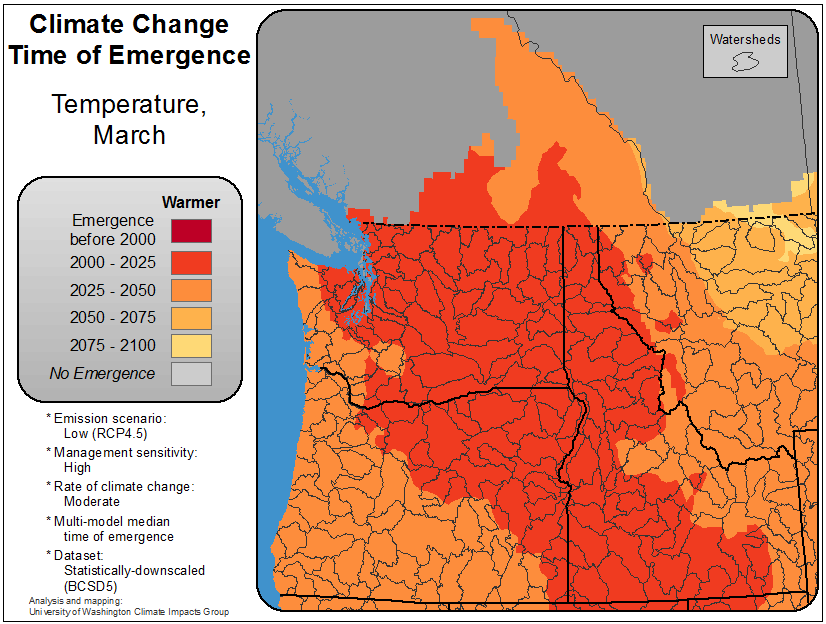 Climate Change
Time of Emergence
Temperature,
March
Warmer
Emergence
before 2000
2000 - 2025
2025 - 2050
2050 - 2075
2075 - 2100
No Emergence
* Emission scenario:
Low (RCP4.5)
* Management sensitivity:
High
* Rate of climate change:
Moderate
* Multi-model median
time of emergence
* Dataset:
Statistically-downscaled
(BCSD5)
Analysis and mapping:
University of Washington Climate Impacts Group
Watersheds